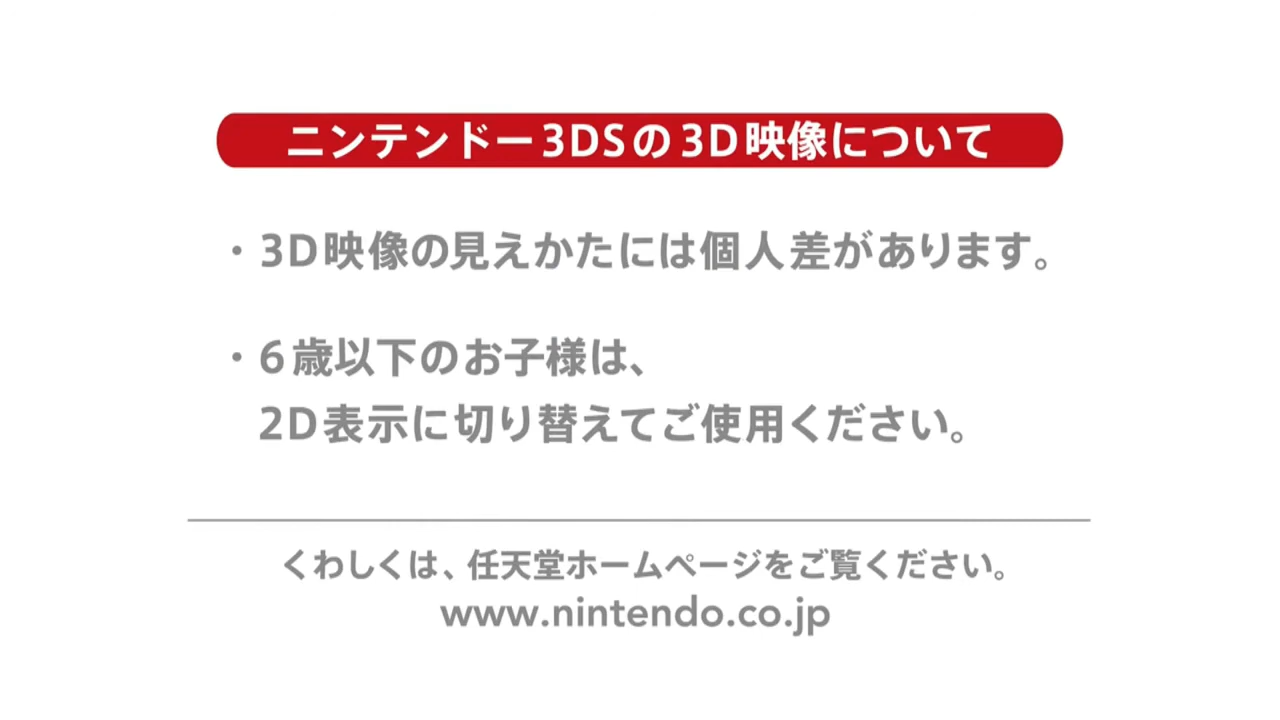 ニンテンドー3DSの3D映像について
・3D映像の見えかたには個人差があります。
・6歳以下のお子様は、
2D表示に切り替えてご使用ください。
くわしくは、任天堂ホームページをご覧ください。
www.nintendo.co.jp